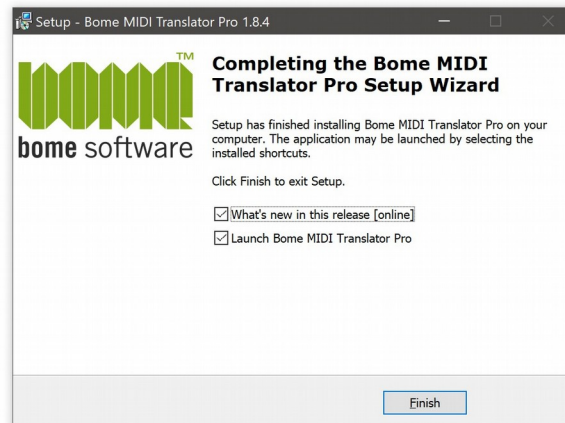 Setup - Bome MIDI Translator Pro 1.8.4
TM
bome software
Completing the Bome MIDI
Translator Pro Setup Wizard
Setup has finished installing Bome MIDI Translator Pro on your
computer. The application may be launched by selecting the
installed shortcuts.
Click Finish to exit Setup.
What's new in this release [online]
Launch Bome MIDI Translator Pro
Finish